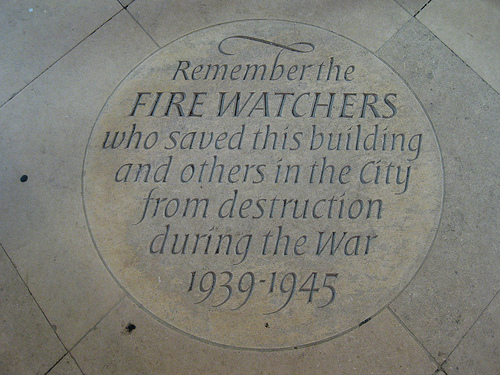 Remember the
FIRE WATCHERS
who saved this building
and others in the City
from destruction
during the War
1939-1945